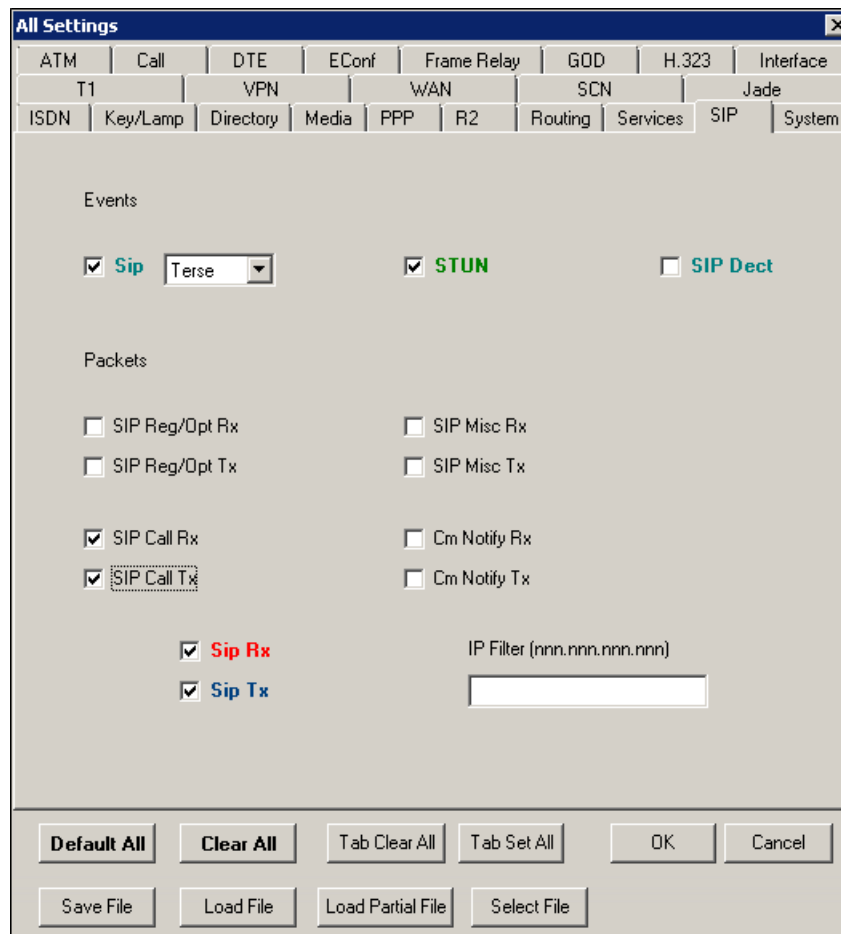 All Settings
ATM Call DTE EConf Frame Relay GOD H.323 Interface
T1 VPN WAN SCN Jade
ISDN Key/Lamp Directory Media PPP R2 Routing Services SIP System
Events
Sip Terse STUN SIP Dect
Packets
SIP Reg/Opt Rx SIP Misc Rx
SIP Reg/Opt Tx SIP Misc Tx
SIP Call Rx Cm Notify Rx
SIP Call Tx Cm Notify Tx
Sip Rx IP Filter (nnn.nnn.nnn.nnn)
Sip Tx
Default All Clear All Tab Clear All Tab Set All OK Cancel
Save File Load File Load Partial File Select File